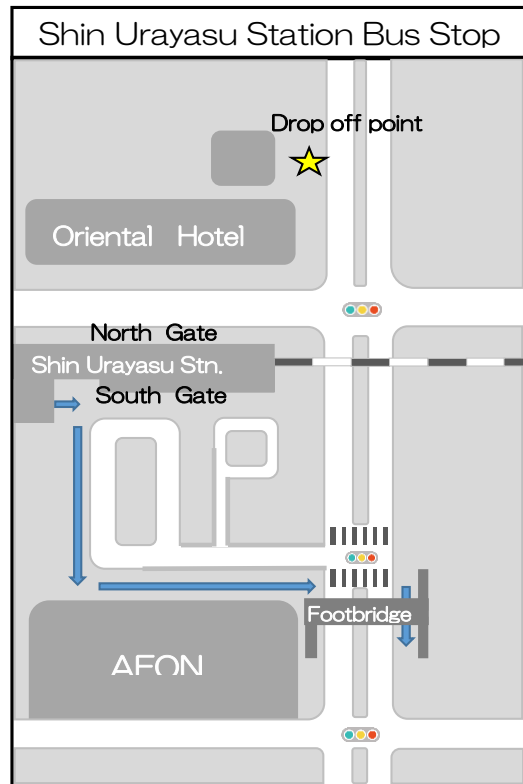 Shin Urayasu Station Bus Stop
Drop off point
Oriental Hotel
North Gate
Shin Urayasu Stn.
South Gate
Footbridge
AEON